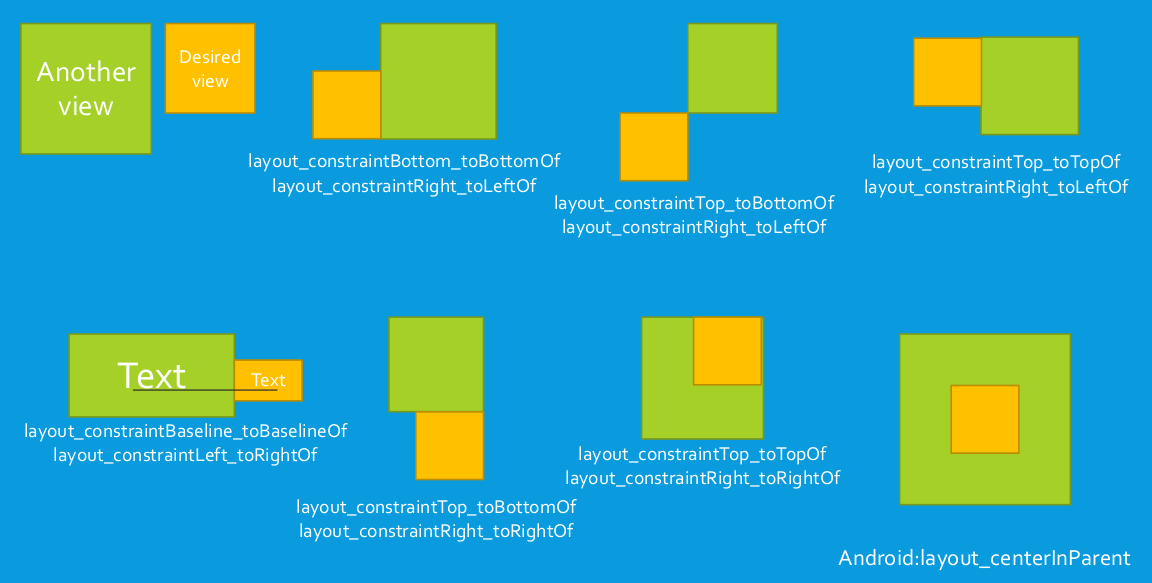 Another
view
Desired
view
layout_constraintBottom_toBottomOf
layout_constraintRight_toLeftOf
layout_constraintTop_toBottomOf
layout_constraintRight_toLeftOf
layout_constraintTop_toTopOf
layout_constraintRight_toLeftOf
Text
Text
layout_constraintBaseline_toBaselineOf
layout_constraintLeft_toRightOf
layout_constraintTop_toBottomOf
layout_constraintRight_toRightOf
layout_constraintTop_toTopOf
layout_constraintRight_toRightOf
Android:layout_centerInParent